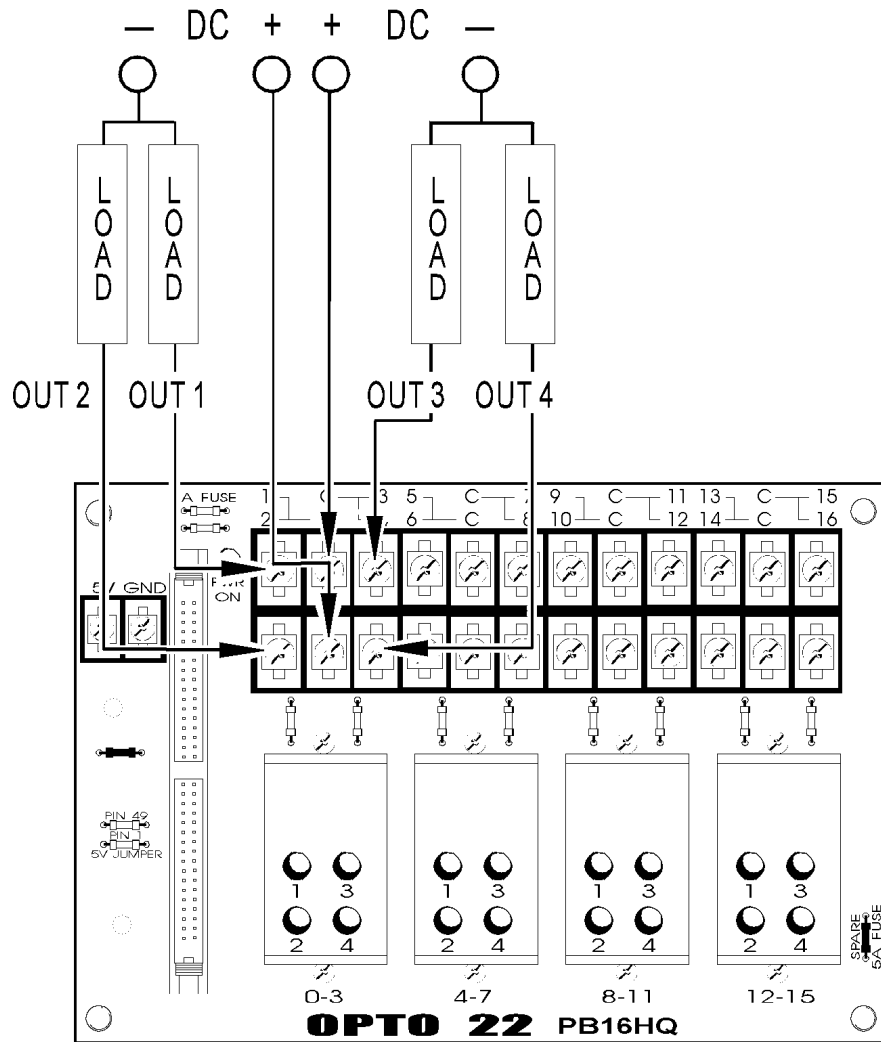 — DC + + DC —
LOAD LOAD LOAD LOAD
OUT 2 OUT 1 OUT 3 OUT 4
A FUSE 1 C 3 5 C 7 9 C 11 13 C 15
2 6 C 8 10 C 12 14 C 16
5V GND PWR
ON
PIN 49
PIN 1
5V JUMPER
1 3 1 3 1 3 1 3
2 4 2 4 2 4 2 4
SPARE
5A FUSE
0-3 4-7 8-11 12-15
OPTO 22 PB16HQ